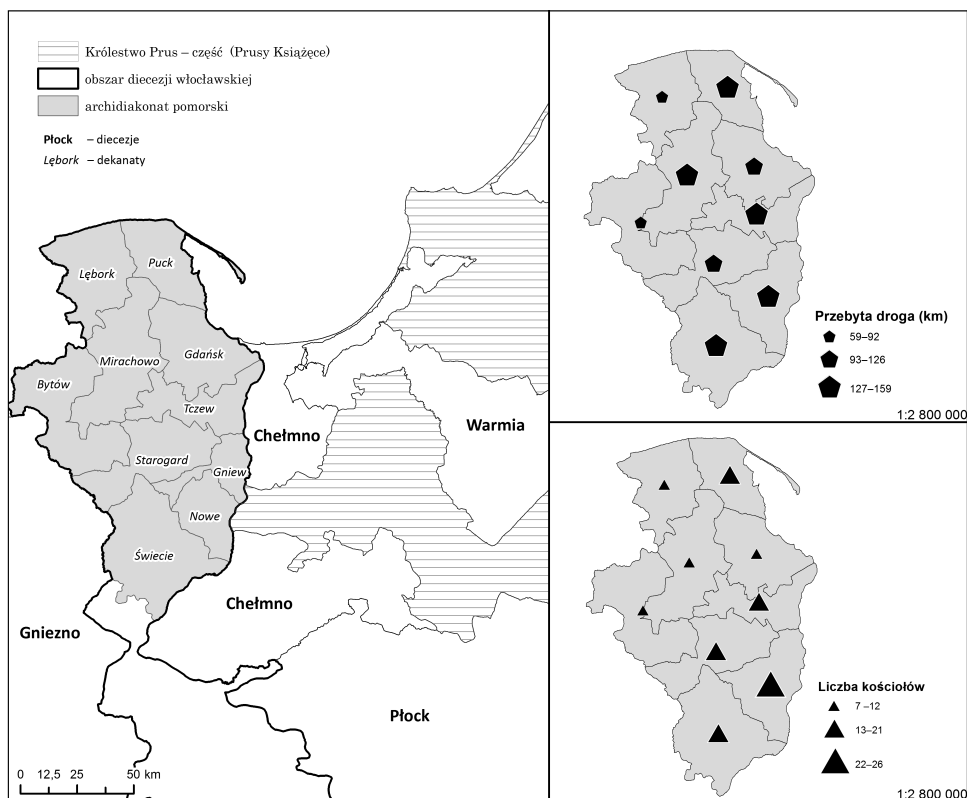 Królestwo Prus – część (Prusy Książęce)
obszar diecezji włocławskiej
archidiakonat pomorski
Płock – diecezje
Lębork – dekanaty
Puck
Lębork
Mirachowo
Gdańsk
Bytów
Tczew
Chełmno
Warmia
Starogard
Gniew
Nowe
Świecie
Chełmno
Gniezno
Płock
0 12,5 25 50 km
Przebyta droga (km)
59–92
93–126
127–159
1:2 800 000
Liczba kościołów
7 –12
13–21
22–26
1:2 800 000